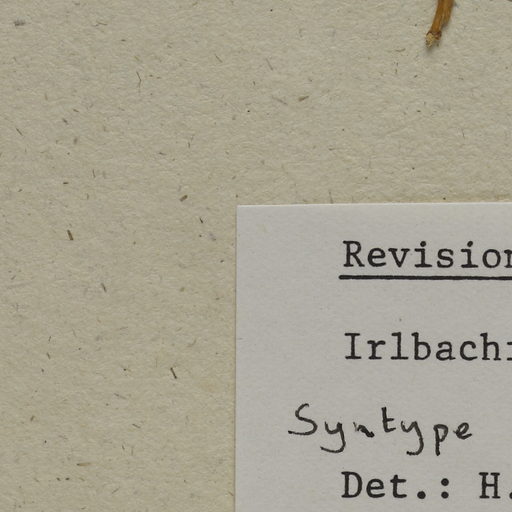 Revision
Irlbachi
Syntype
Det.: H.